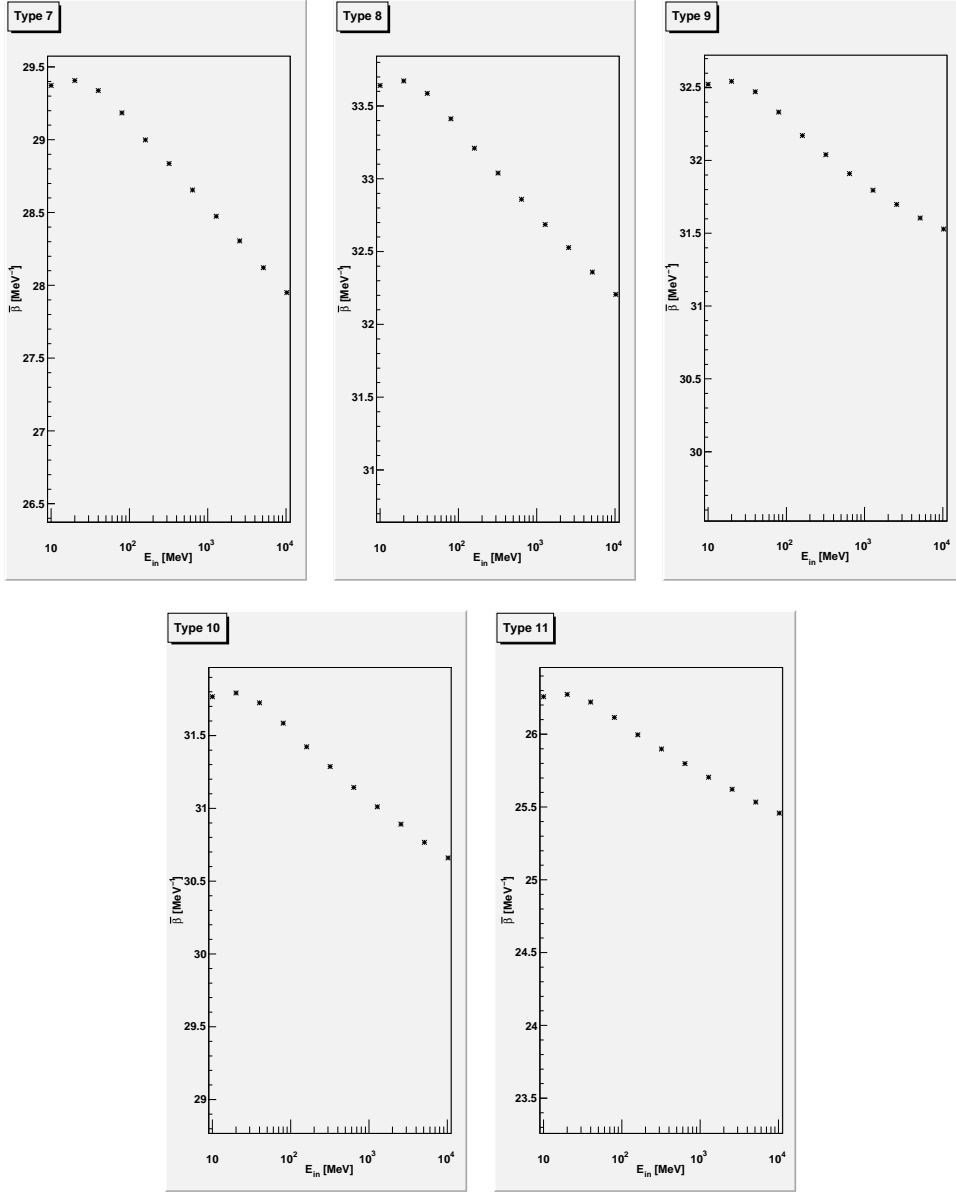 Type 7
29.5
29
28.5
28
27.5
27
26.5
β̅ [MeV⁻¹]
10 10² 10³ 10⁴
E_in [MeV]
Type 8
33.5
33
32.5
32
31.5
31
β̅ [MeV⁻¹]
10 10² 10³ 10⁴
E_in [MeV]
Type 9
32.5
32
31.5
31
30.5
30
β̅ [MeV⁻¹]
10 10² 10³ 10⁴
E_in [MeV]
Type 10
31.5
31
30.5
30
29.5
29
β̅ [MeV⁻¹]
10 10² 10³ 10⁴
E_in [MeV]
Type 11
26
25.5
25
24.5
24
23.5
β̅ [MeV⁻¹]
10 10² 10³ 10⁴
E_in [MeV]